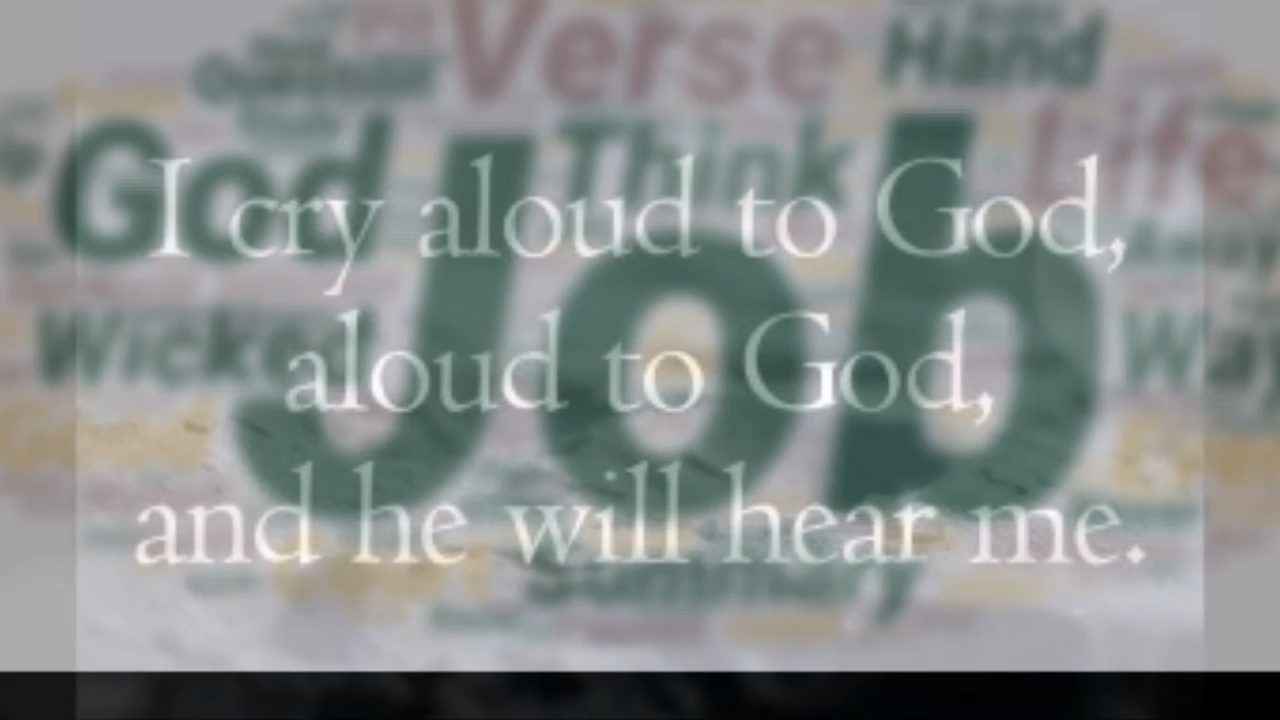 Verse
Hand
God
Think
Life
I cry aloud to God,
Job
Wicked
aloud to God,
and he will hear me.
Summary